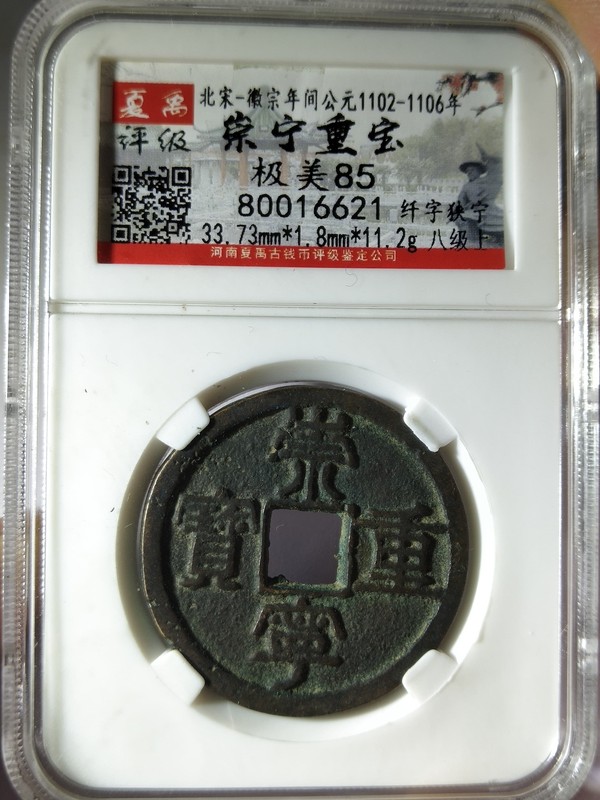 夏禹
评级
北宋-徽宗年间公元1102-1106年
崇宁重宝
极美85
80016621 纤字狭宁
33.73mm*1.8mm*11.2g 八级十
河南夏禹古钱币评级鉴定公司
崇
寶 重
寧